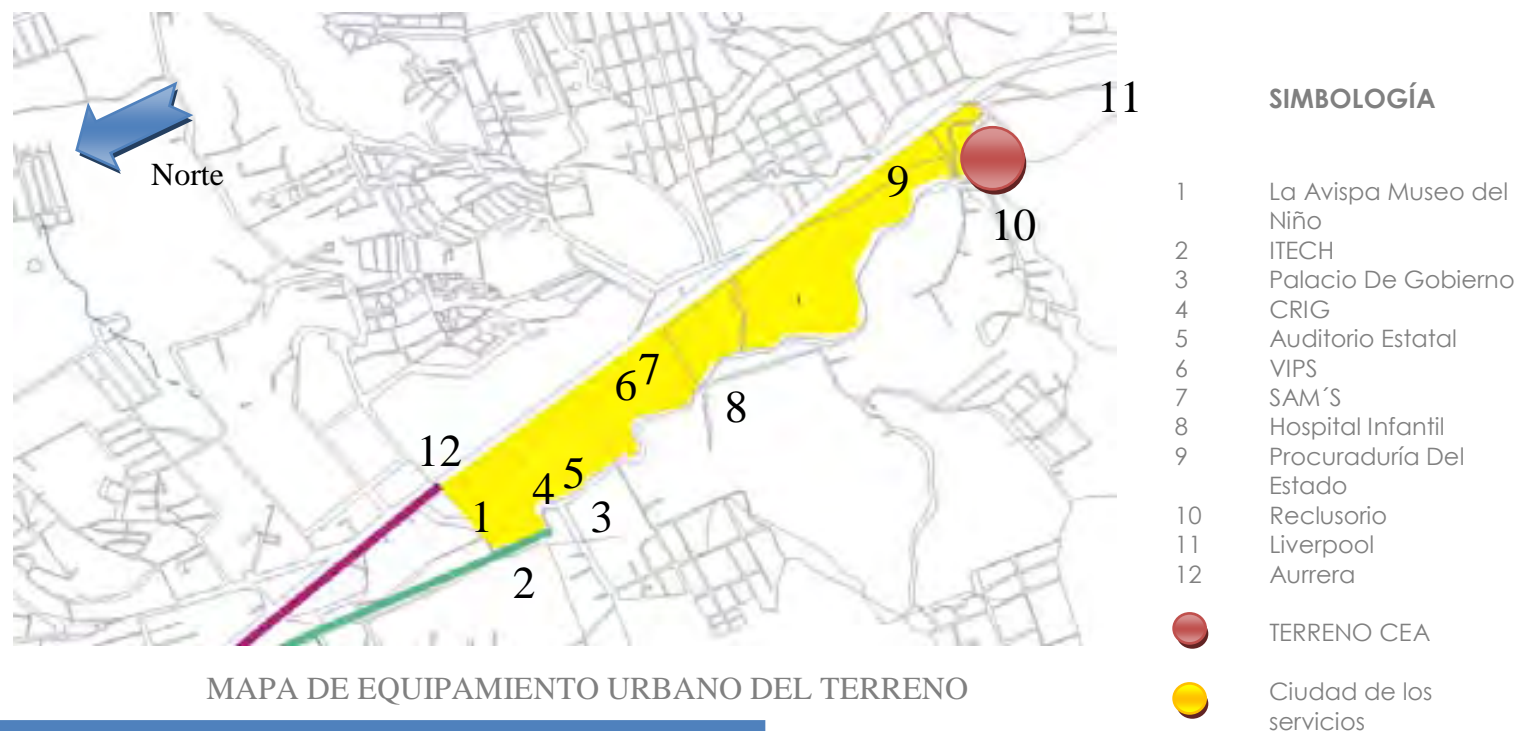 11
Norte
9
10
7
6
8
12
5
4
1
3
2
MAPA DE EQUIPAMIENTO URBANO DEL TERRENO
SIMBOLOGÍA
1 La Avispa Museo del
Niño
2 ITECH
3 Palacio De Gobierno
4 CRIG
5 Auditorio Estatal
6 VIPS
7 SAM´S
8 Hospital Infantil
9 Procuraduría Del
Estado
10 Reclusorio
11 Liverpool
12 Aurrera
TERRENO CEA
Ciudad de los
servicios